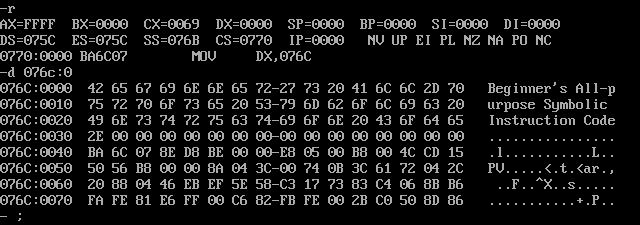 -r
AX=FFFF  BX=0000  CX=0069  DX=0000  SP=0000  BP=0000  SI=0000  DI=0000
DS=075C  ES=075C  SS=076B  CS=0770  IP=0000   NV UP EI PL NZ NA PO NC
0770:0000 BA6C07        MOV     DX,076C
-d 076c:0
076C:0000  42 65 67 69 6E 6E 65 72-27 73 20 41 6C 6C 2D 70   Beginner's All-p
076C:0010  75 72 70 6F 73 65 20 53-79 6D 62 6F 6C 69 63 20   urpose Symbolic
076C:0020  49 6E 73 74 72 75 63 74-69 6F 6E 20 43 6F 64 65   Instruction Code
076C:0030  2E 00 00 00 00 00 00 00-00 00 00 00 00 00 00 00   ................
076C:0040  BA 6C 07 8E D8 BE 00 00-E8 05 00 B8 00 4C CD 15   .l...........L..
076C:0050  50 56 B8 00 00 8A 04 3C-00 74 0B 3C 61 72 04 2C   PV.....<.t.<ar.,
076C:0060  20 88 04 46 EB EF 5E 58-C3 17 73 83 C4 06 8B B6    ..F..^X..s.....
076C:0070  FA FE 81 E6 FF 00 C6 82-FB FE 00 2B C0 50 8D 86   ...........+.P..
- ;